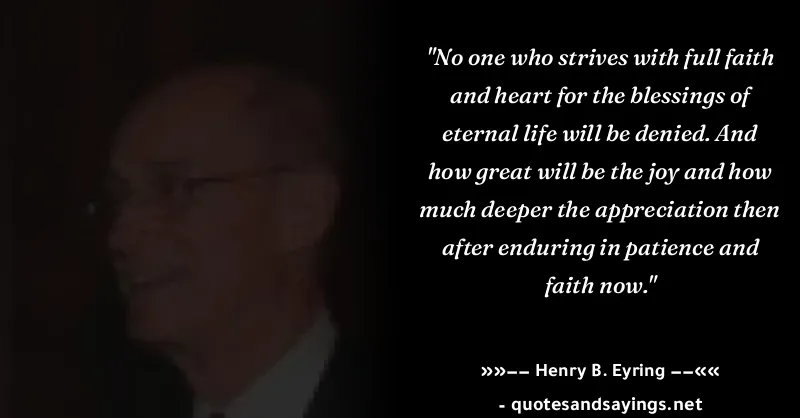 "No one who strives with full faith
and heart for the blessings of
eternal life will be denied. And
how great will be the joy and how
much deeper the appreciation then
after enduring in patience and
faith now."
»»−− Henry B. Eyring −−««
- quotesandsayings.net